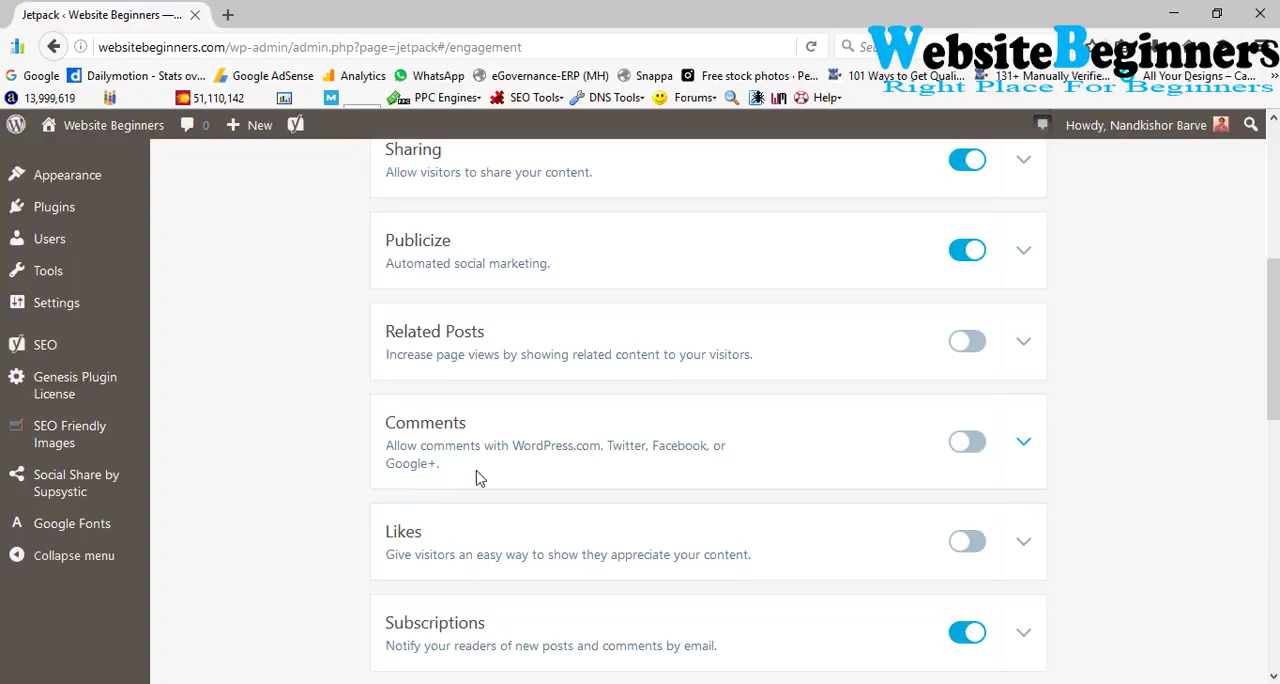 Jetpack ‹ Website Beginners —...
websitebeginners.com/wp-admin/admin.php?page=jetpack#/engagement
WebsiteBeginners
Right Place For Beginners
Google
Dailymotion - Stats ov...
Google AdSense
Analytics
WhatsApp
eGovernance-ERP (MH)
Snappa
Free stock photos · Pe...
101 Ways to Get Quali...
131+ Manually Verifie...
All Your Designs – Ca...
13,999,619
51,110,142
PPC Engines
SEO Tools
DNS Tools
Forums
Help
Website Beginners
0
New
Howdy, Nandkishor Barve
Appearance
Plugins
Users
Tools
Settings
SEO
Genesis Plugin
License
SEO Friendly
Images
Social Share by
Supsystic
Google Fonts
Collapse menu
Sharing
Allow visitors to share your content.
Publicize
Automated social marketing.
Related Posts
Increase page views by showing related content to your visitors.
Comments
Allow comments with WordPress.com, Twitter, Facebook, or
Google+.
Likes
Give visitors an easy way to show they appreciate your content.
Subscriptions
Notify your readers of new posts and comments by email.